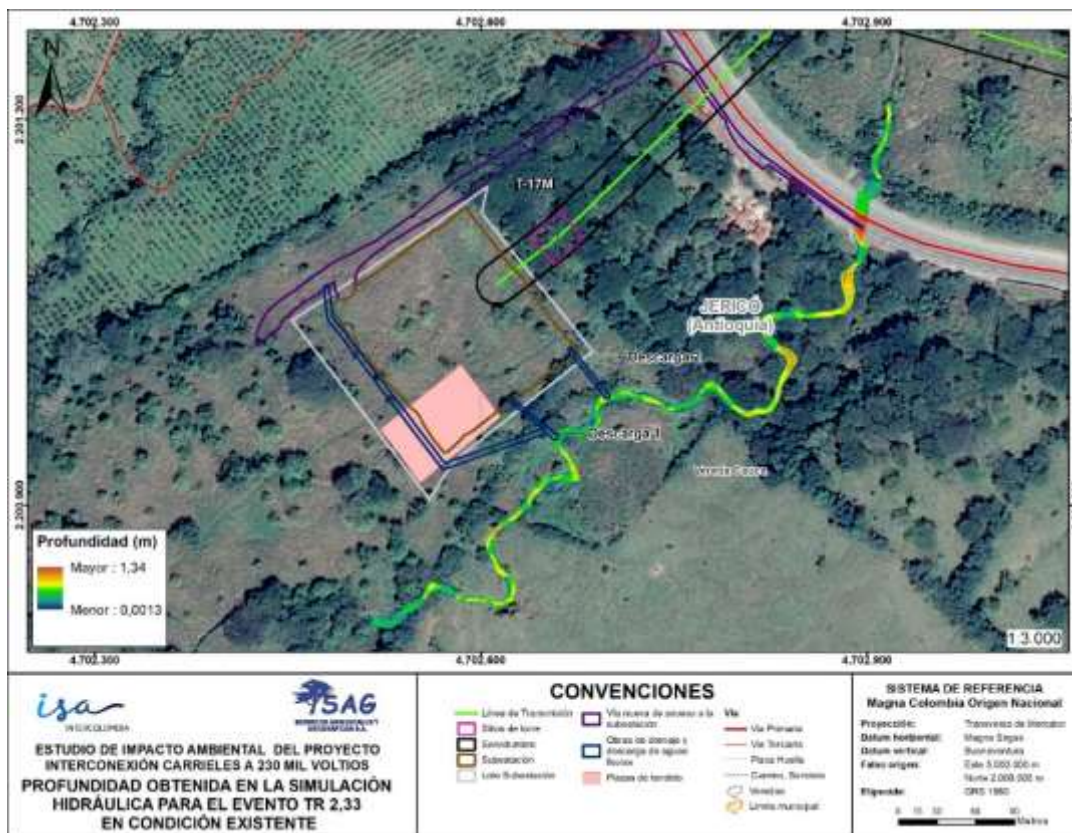 4.702.300
4.702.600
4.702.900
N
2.201.200
T-17M
JERICO
(Antioquia)
Descarga 2
Descarga 1
Vereda Cauca
2.200.900
Profundidad (m)
Mayor : 1,34
Menor : 0,0013
1:3.000
4.702.300
4.702.600
4.702.900
isa
INTERCOLOMBIA
SAG
ESTUDIO DE IMPACTO AMBIENTAL DEL PROYECTO
INTERCONEXIÓN CARRIELES A 230 MIL VOLTIOS
PROFUNDIDAD OBTENIDA EN LA SIMULACIÓN
HIDRÁULICA PARA EL EVENTO TR 2,33
EN CONDICIÓN EXISTENTE
CONVENCIONES
Línea de Transmisión
Sitios de torre
Servidumbre
Subestación
Lote Subestación
Vía nueva de acceso a la
subestación
Obras de drenaje y
descarga de aguas
lluvias
Plazas de tendido
Vía
Vía Primaria
Vía Terciaria
Placa Huella
Camino, Sendero
Veredas
Límite municipal
SISTEMA DE REFERENCIA
Magna Colombia Origen Nacional
Proyección: Transversa de Mercator
Datum horizontal: Magna Sirgas
Datum vertical: Buenaventura
Falso origen: Este 5.000.000 m
Norte 2.000.000 m
Elipsoide: GRS 1980
Metros